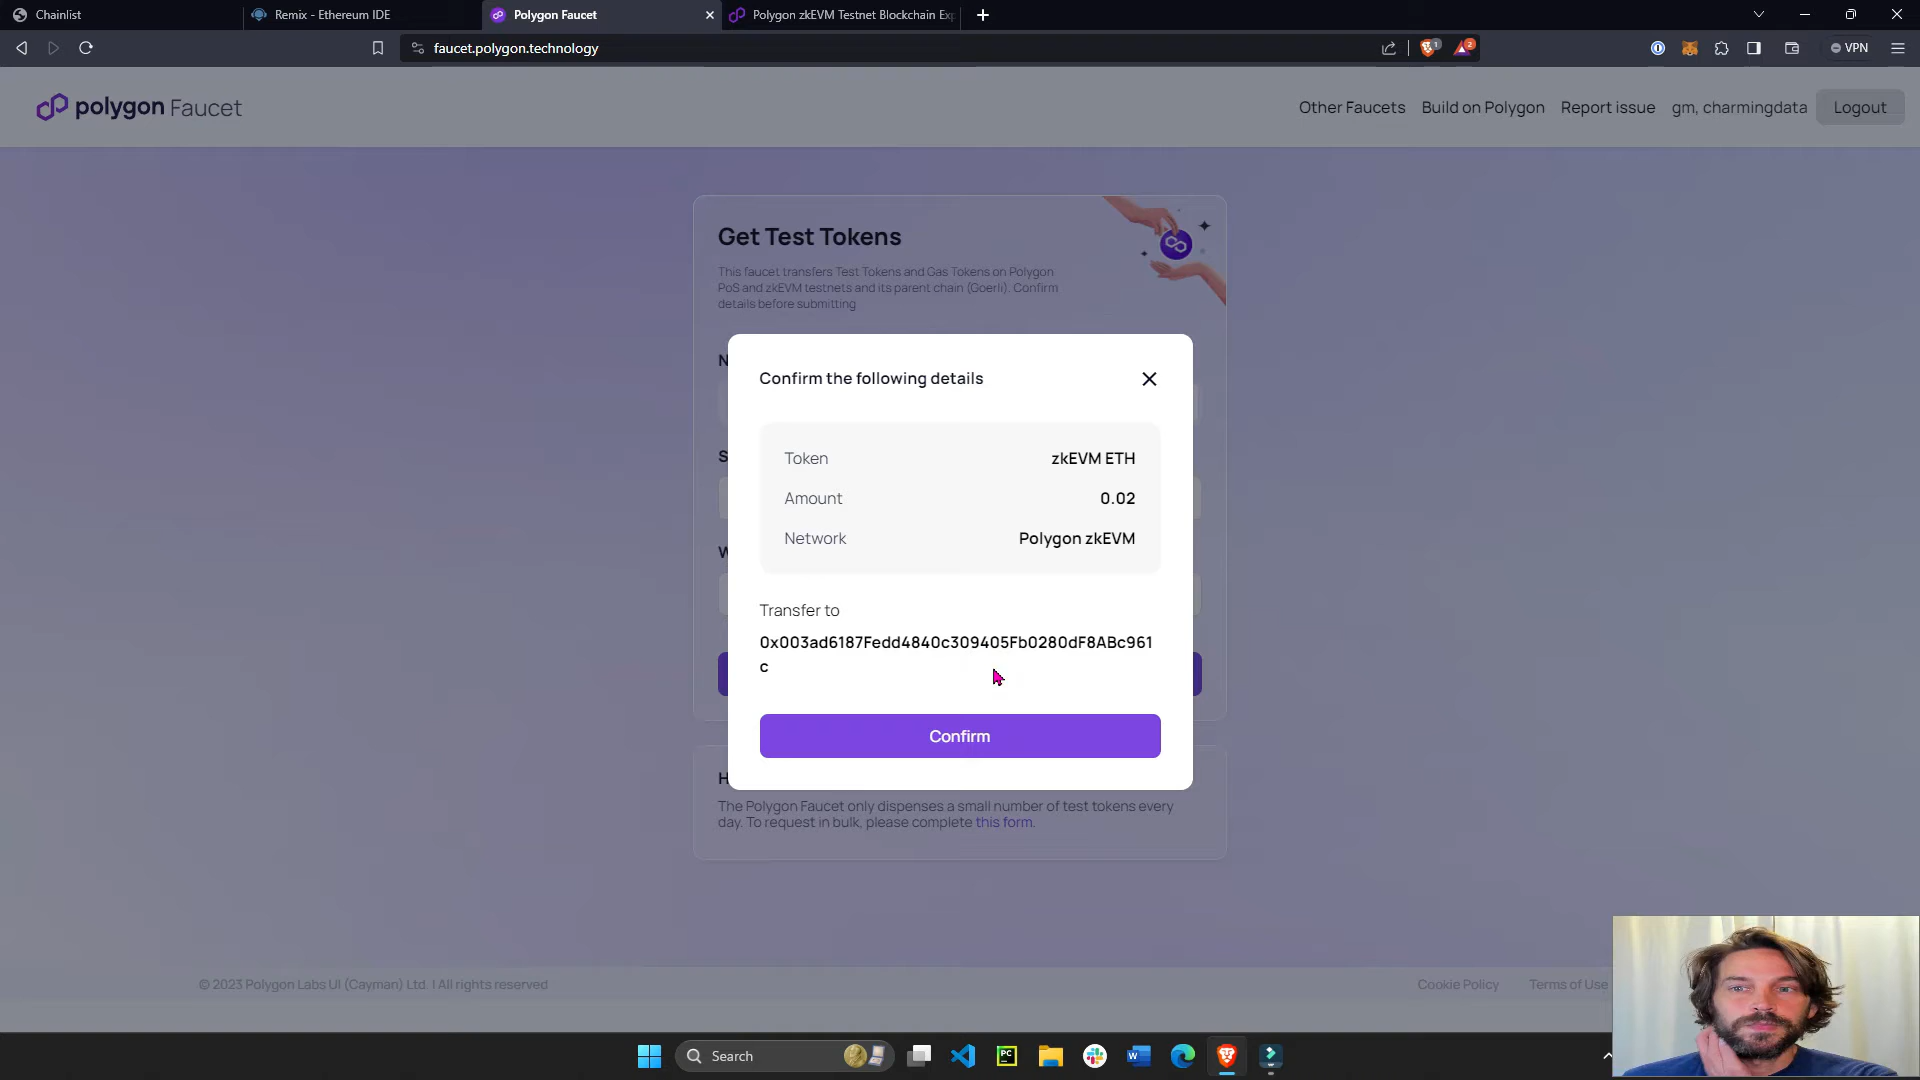 Chainlist
Remix - Ethereum IDE
Polygon Faucet
Polygon zkEVM Testnet Blockchain Exp
faucet.polygon.technology
1
2
VPN
polygon Faucet
Other Faucets
Build on Polygon
Report issue
gm, charmingdata
Logout
Get Test Tokens
This faucet transfers Test Tokens and Gas Tokens on Polygon
PoS and zkEVM testnets and its parent chain (Goerli). Confirm
details before submitting
Confirm the following details
Token zkEVM ETH
Amount 0.02
Network Polygon zkEVM
Transfer to
0x003ad6187Fedd4840c309405Fb0280dF8ABc961
c
Confirm
The Polygon Faucet only dispenses a small number of test tokens every
day. To request in bulk, please complete this form.
© 2023 Polygon Labs UI (Cayman) Ltd. | All rights reserved
Cookie Policy
Terms of Use
Search